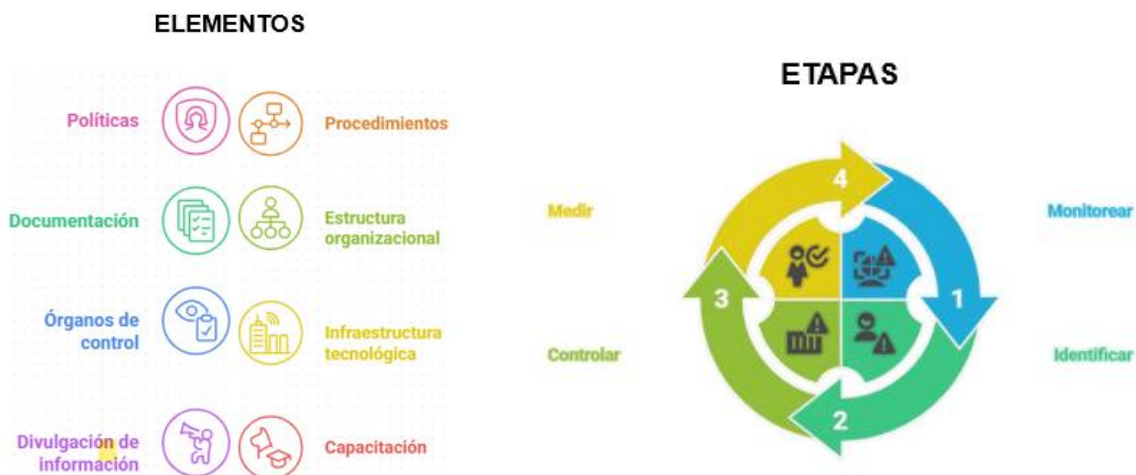 ELEMENTOS
Políticas
Procedimientos
Documentación
Estructura
organizacional
Órganos de
control
Infraestructura
tecnológica
Divulgación de
información
Capacitación
ETAPAS
4
Medir
Monitorear
3
1
Controlar
Identificar
2